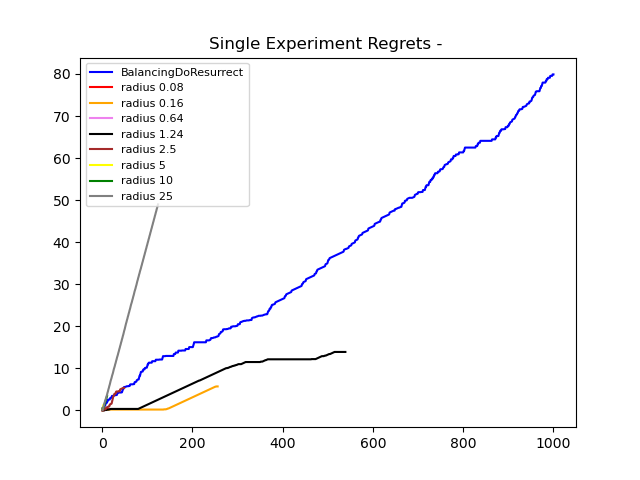 Single Experiment Regrets -
80
70
60
50
40
30
20
10
0
BalancingDoResurrect
radius 0.08
radius 0.16
radius 0.64
radius 1.24
radius 2.5
radius 5
radius 10
radius 25
0 200 400 600 800 1000